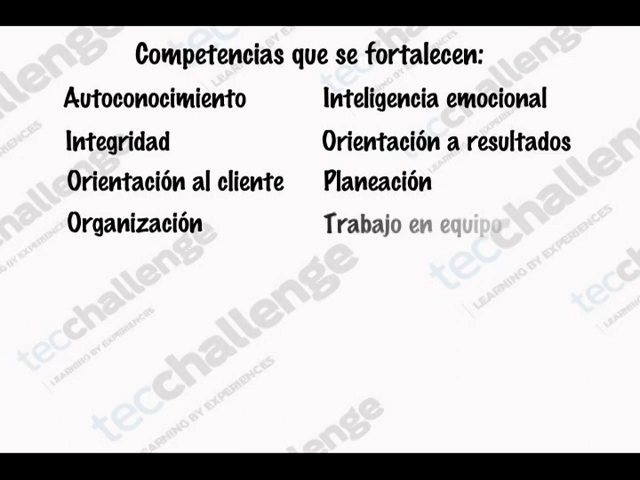 Competencias que se fortalecen:
Autoconocimiento
Integridad
Orientación al cliente
Organización
Inteligencia emocional
Orientación a resultados
Planeación
Trabajo en equipo
tecchallenge
LEARNING BY EXPERIENCES